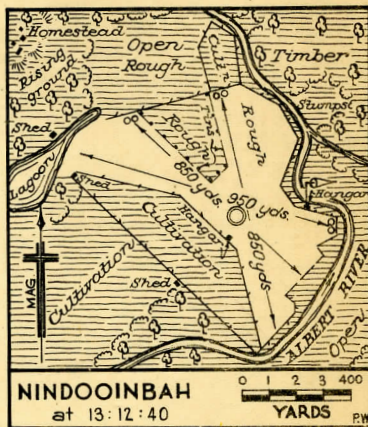 Homestead
Open
Rough
Cult'n
Timber
Rising
ground
Stumps
Shed
Rough
Rough
Lagoon
Hangar
850 yds.
950 yds.
850 yds
Shed
Hangar
Cultivation
Cultivation
Shed
MAG
ALBERT RIVER
Open
NINDOOINBAH
at 13:12:40
0 1 2 3 400
YARDS